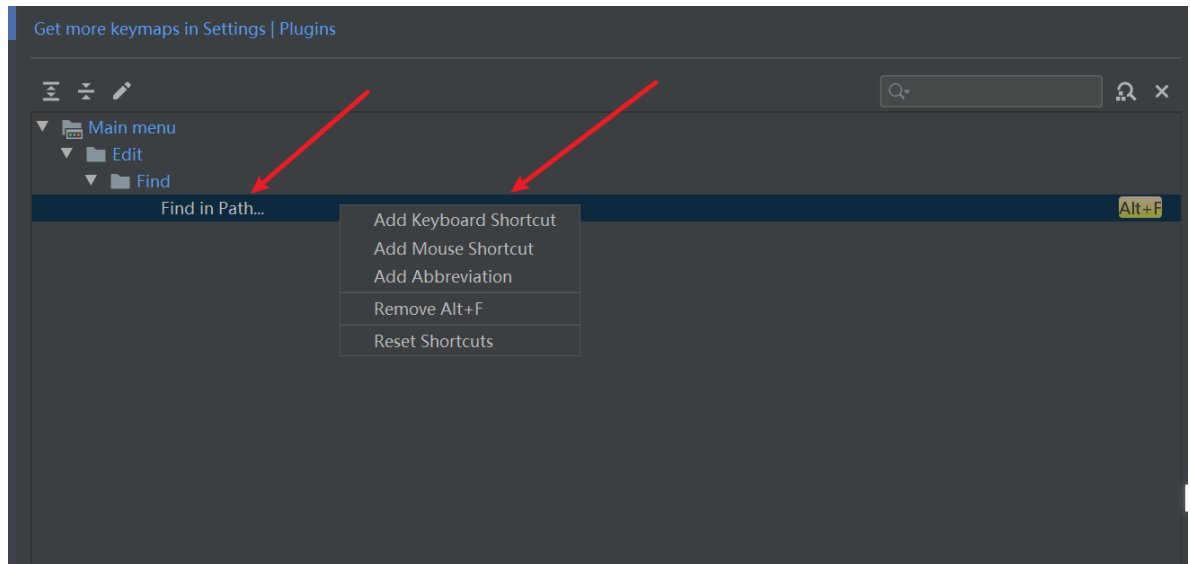 Get more keymaps in Settings | Plugins
Main menu
Edit
Find
Find in Path...
Alt+F
Add Keyboard Shortcut
Add Mouse Shortcut
Add Abbreviation
Remove Alt+F
Reset Shortcuts